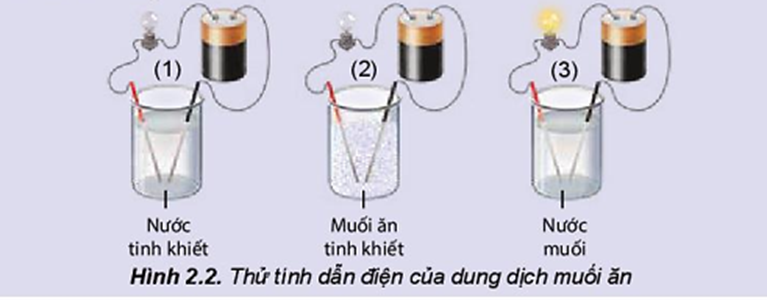 (1)
(2)
(3)
Nước
tinh khiết
Muối ăn
tinh khiết
Nước
muối
Hình 2.2. Thử tính dẫn điện của dung dịch muối ăn